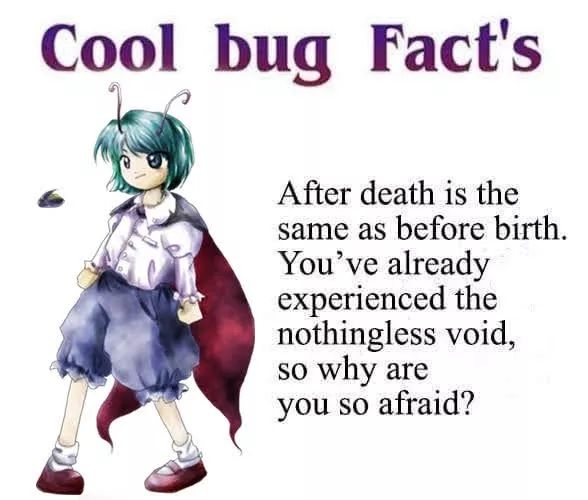 Cool bug Fact's
After death is the
same as before birth.
You’ve already
experienced the
nothingless void,
so why are
you so afraid?